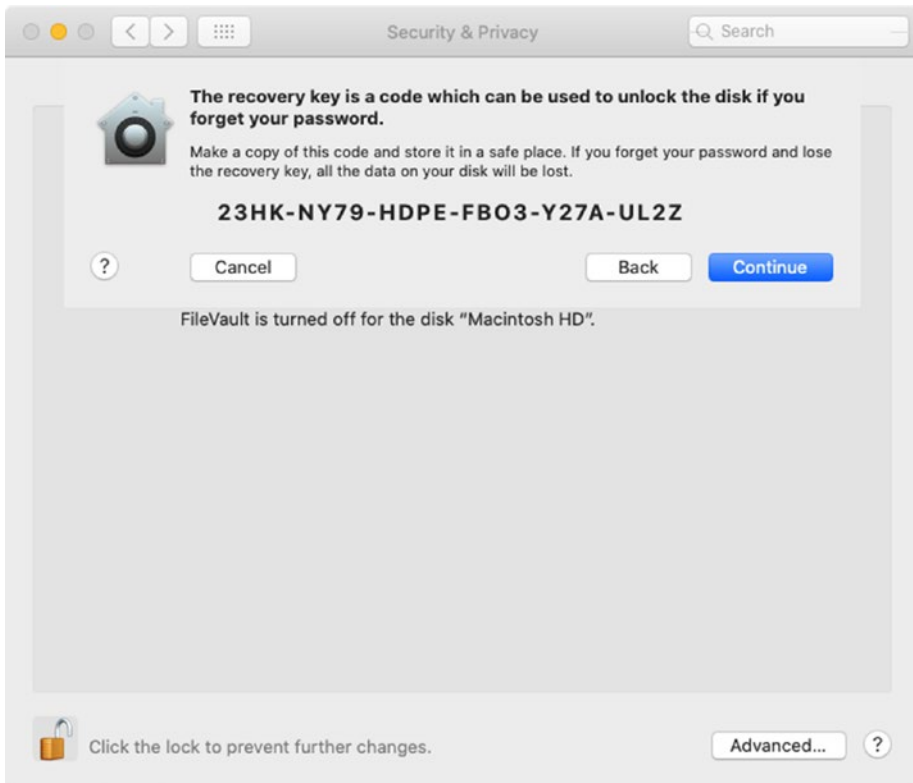 Security & Privacy
Search
The recovery key is a code which can be used to unlock the disk if you
forget your password.
Make a copy of this code and store it in a safe place. If you forget your password and lose
the recovery key, all the data on your disk will be lost.
23HK-NY79-HDPE-FBO3-Y27A-UL2Z
?
Cancel
Back
Continue
FileVault is turned off for the disk “Macintosh HD”.
Click the lock to prevent further changes.
Advanced...
?